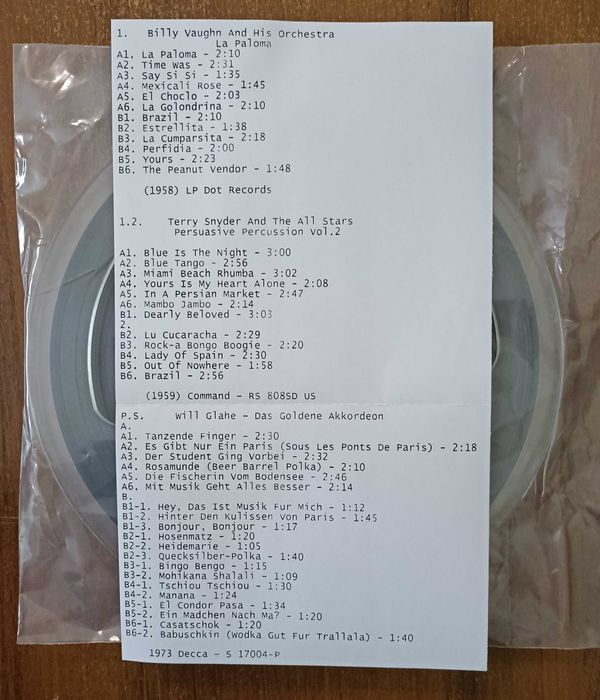 1. Billy Vaughn And His Orchestra
La Paloma
A1. La Paloma - 2:10
A2. Time Was - 2:31
A3. Say Si Si - 1:35
A4. Mexicali Rose - 1:45
A5. El Choclo - 2:03
A6. La Golondrina - 2:10
B1. Brazil - 2:10
B2. Estrellita - 1:38
B3. La Cumparsita - 2:18
B4. Perfidia - 2:00
B5. Yours - 2:23
B6. The Peanut Vendor - 1:48
(1958) LP Dot Records
1.2. Terry Snyder And The All Stars
Persuasive Percussion Vol.2
A1. Blue Is The Night - 3:00
A2. Blue Tango - 2:56
A3. Miami Beach Rhumba - 3:02
A4. Yours Is My Heart Alone - 2:08
A5. In A Persian Market - 2:47
A6. Mambo Jambo - 2:14
B1. Dearly Beloved - 3:03
2.
B2. Lu Cucaracha - 2:29
B3. Rock-a Bongo Boogie - 2:20
B4. Lady Of Spain - 2:30
B5. Out Of Nowhere - 1:58
B6. Brazil - 2:56
(1959) Command - RS 808SD US
P.S. Will Glahe - Das Goldene Akkordeon
A.
A1. Tanzende Finger - 2:30
A2. Es Gibt Nur Ein Paris (Sous Les Ponts De Paris) - 2:18
A3. Der Student Ging Vorbei - 2:32
A4. Rosamunde (Beer Barrel Polka) - 2:10
A5. Die Fischerin Vom Bodensee - 2:46
A6. Mit Musik Geht Alles Besser - 2:14
B.
B1-1. Hey, Das Ist Musik Fur Mich - 1:12
B1-2. Hinter Den Kulissen Von Paris - 1:45
B1-3. Bonjour, Bonjour - 1:17
B2-1. Hosenmatz - 1:20
B2-2. Heidemarie - 1:05
B2-3. Quecksilber-Polka - 1:40
B3-1. Bingo Bengo - 1:15
B3-2. Mohikana Shalali - 1:09
B4-1. Tschiou Tschiou - 1:30
B4-2. Manana - 1:24
B5-1. El Condor Pasa - 1:34
B5-2. Ein Madchen Nach Ma? - 1:20
B6-1. Casatschok - 1:20
B6-2. Babuschkin (Wodka Gut Fur Trallala) - 1:40
1973 Decca - S 17004-P